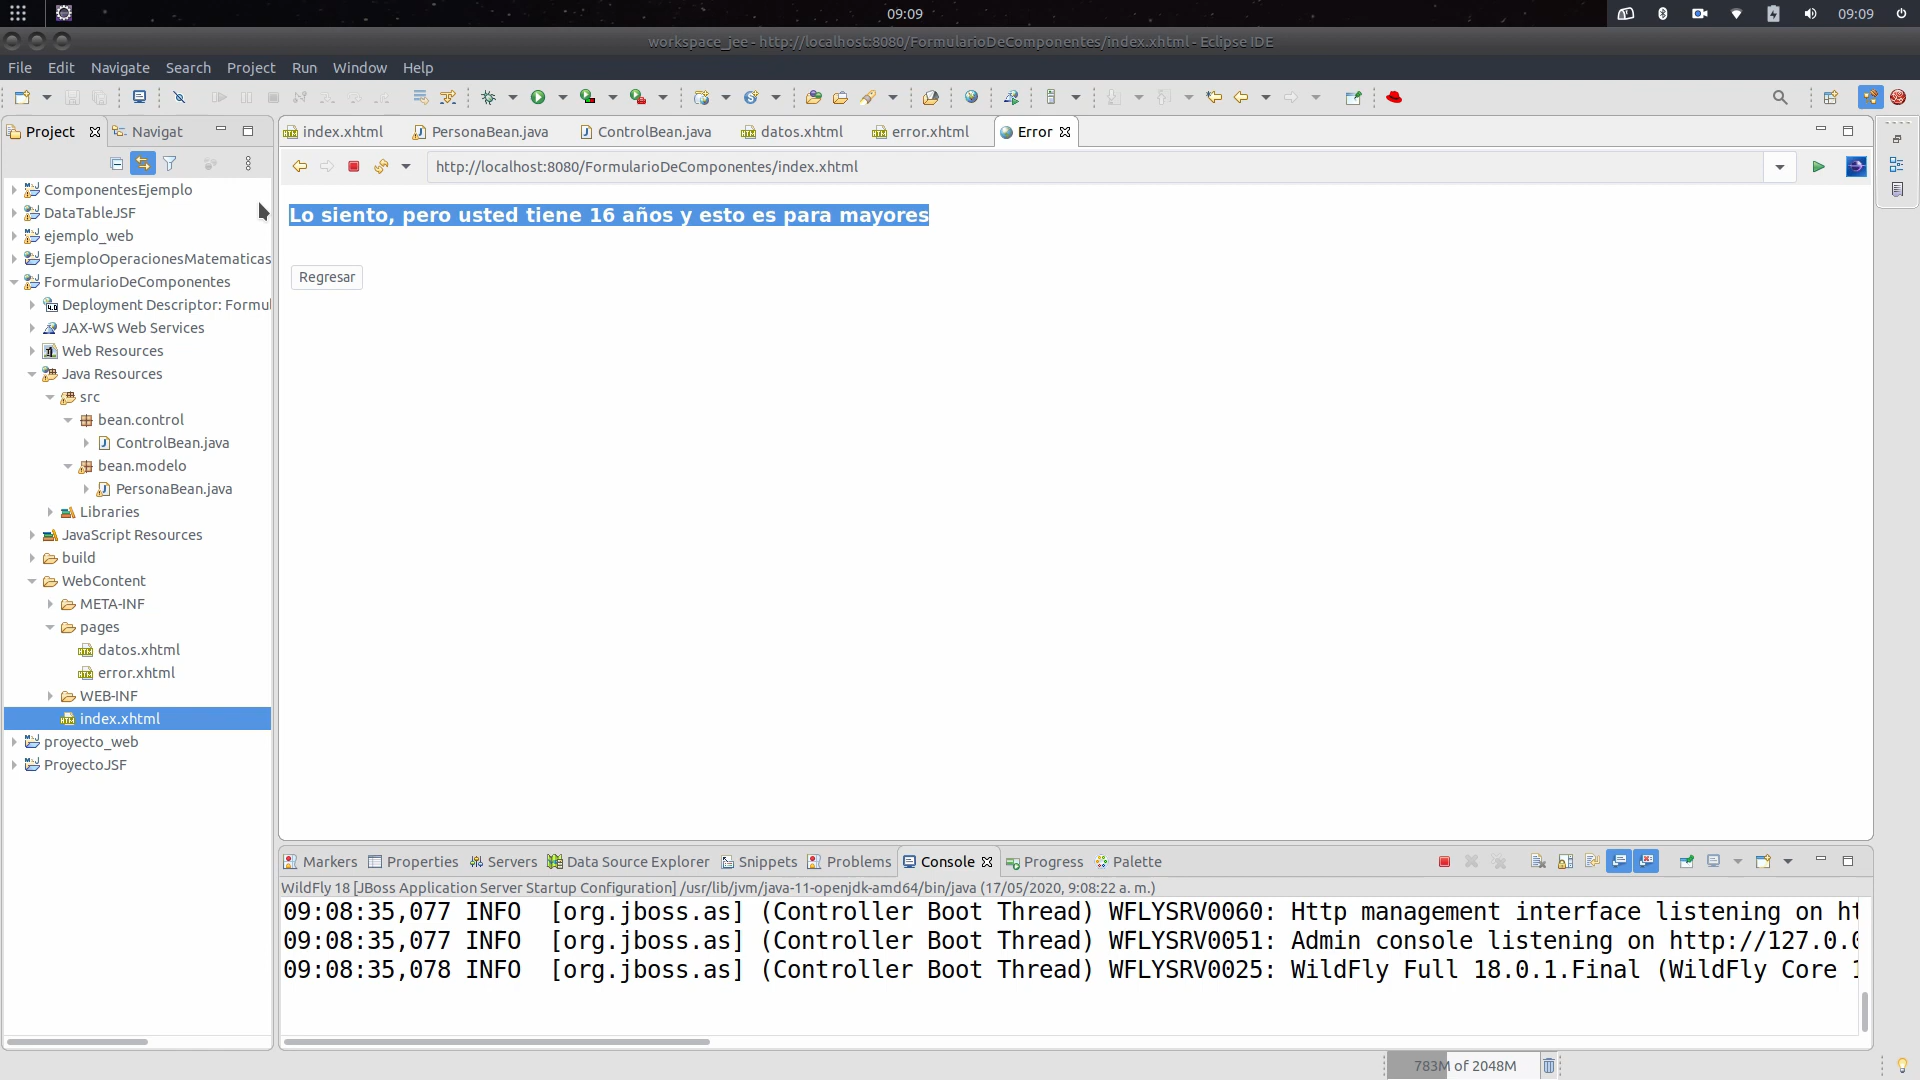 09:09
09:09
workspace_jee - http://localhost:8080/FormularioDeComponentes/index.xhtml - Eclipse IDE
File Edit Navigate Search Project Run Window Help
Project Navigat
index.xhtml PersonaBean.java ControlBean.java datos.xhtml error.xhtml Error
http://localhost:8080/FormularioDeComponentes/index.xhtml
Lo siento, pero usted tiene 16 años y esto es para mayores
Regresar
ComponentesEjemplo
DataTableJSF
ejemplo_web
EjemploOperacionesMatematicas
FormularioDeComponentes
Deployment Descriptor: Formul
JAX-WS Web Services
Web Resources
Java Resources
src
bean.control
ControlBean.java
bean.modelo
PersonaBean.java
Libraries
JavaScript Resources
build
WebContent
META-INF
pages
datos.xhtml
error.xhtml
WEB-INF
index.xhtml
proyecto_web
ProyectoJSF
Markers Properties Servers Data Source Explorer Snippets Problems Console Progress Palette
WildFly 18 [JBoss Application Server Startup Configuration] /usr/lib/jvm/java-11-openjdk-amd64/bin/java (17/05/2020, 9:08:22 a. m.)
09:08:35,077 INFO [org.jboss.as] (Controller Boot Thread) WFLYSRV0060: Http management interface listening on ht
09:08:35,077 INFO [org.jboss.as] (Controller Boot Thread) WFLYSRV0051: Admin console listening on http://127.0.0
09:08:35,078 INFO [org.jboss.as] (Controller Boot Thread) WFLYSRV0025: WildFly Full 18.0.1.Final (WildFly Core 1
783M of 2048M